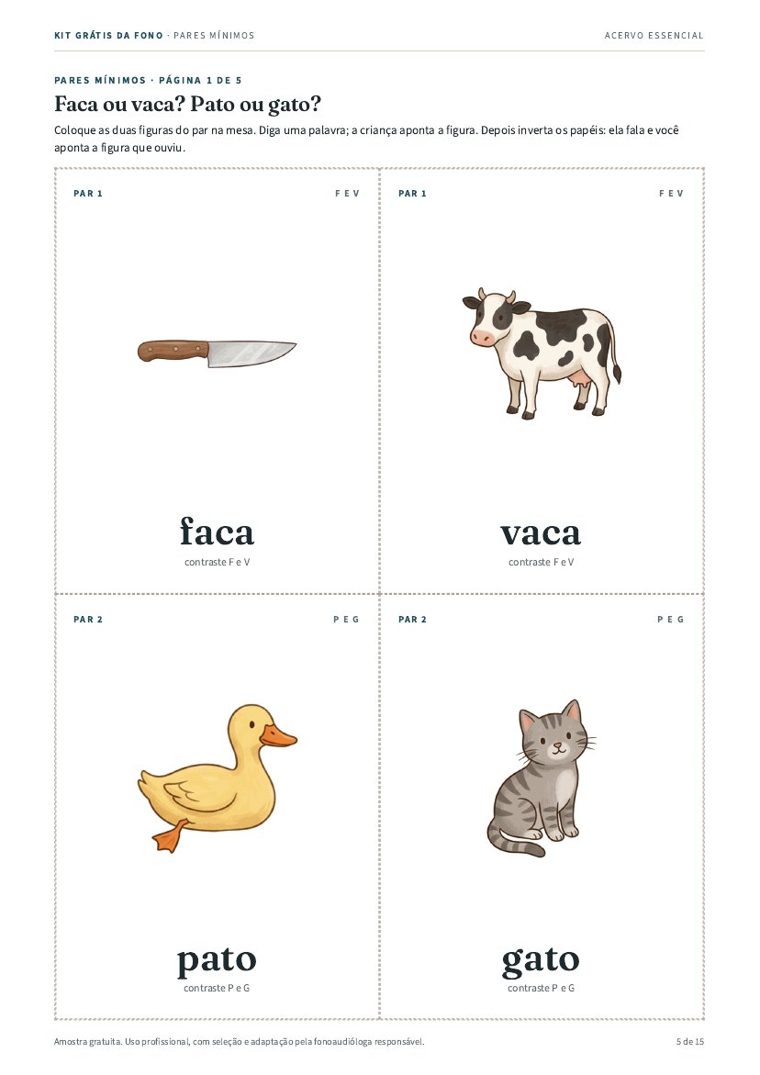 KIT GRÁTIS DA FONO · PARES MÍNIMOS
ACERVO ESSENCIAL
PARES MÍNIMOS · PÁGINA 1 DE 5
Faca ou vaca? Pato ou gato?
Coloque as duas figuras do par na mesa. Diga uma palavra; a criança aponta a figura. Depois inverta os papéis: ela fala e você
aponta a figura que ouviu.
PAR 1
F E V
PAR 1
F E V
faca
contraste F e V
vaca
contraste F e V
PAR 2
P E G
PAR 2
P E G
pato
contraste P e G
gato
contraste P e G
Amostra gratuita. Uso profissional, com seleção e adaptação pela fonoaudióloga responsável.
5 de 15